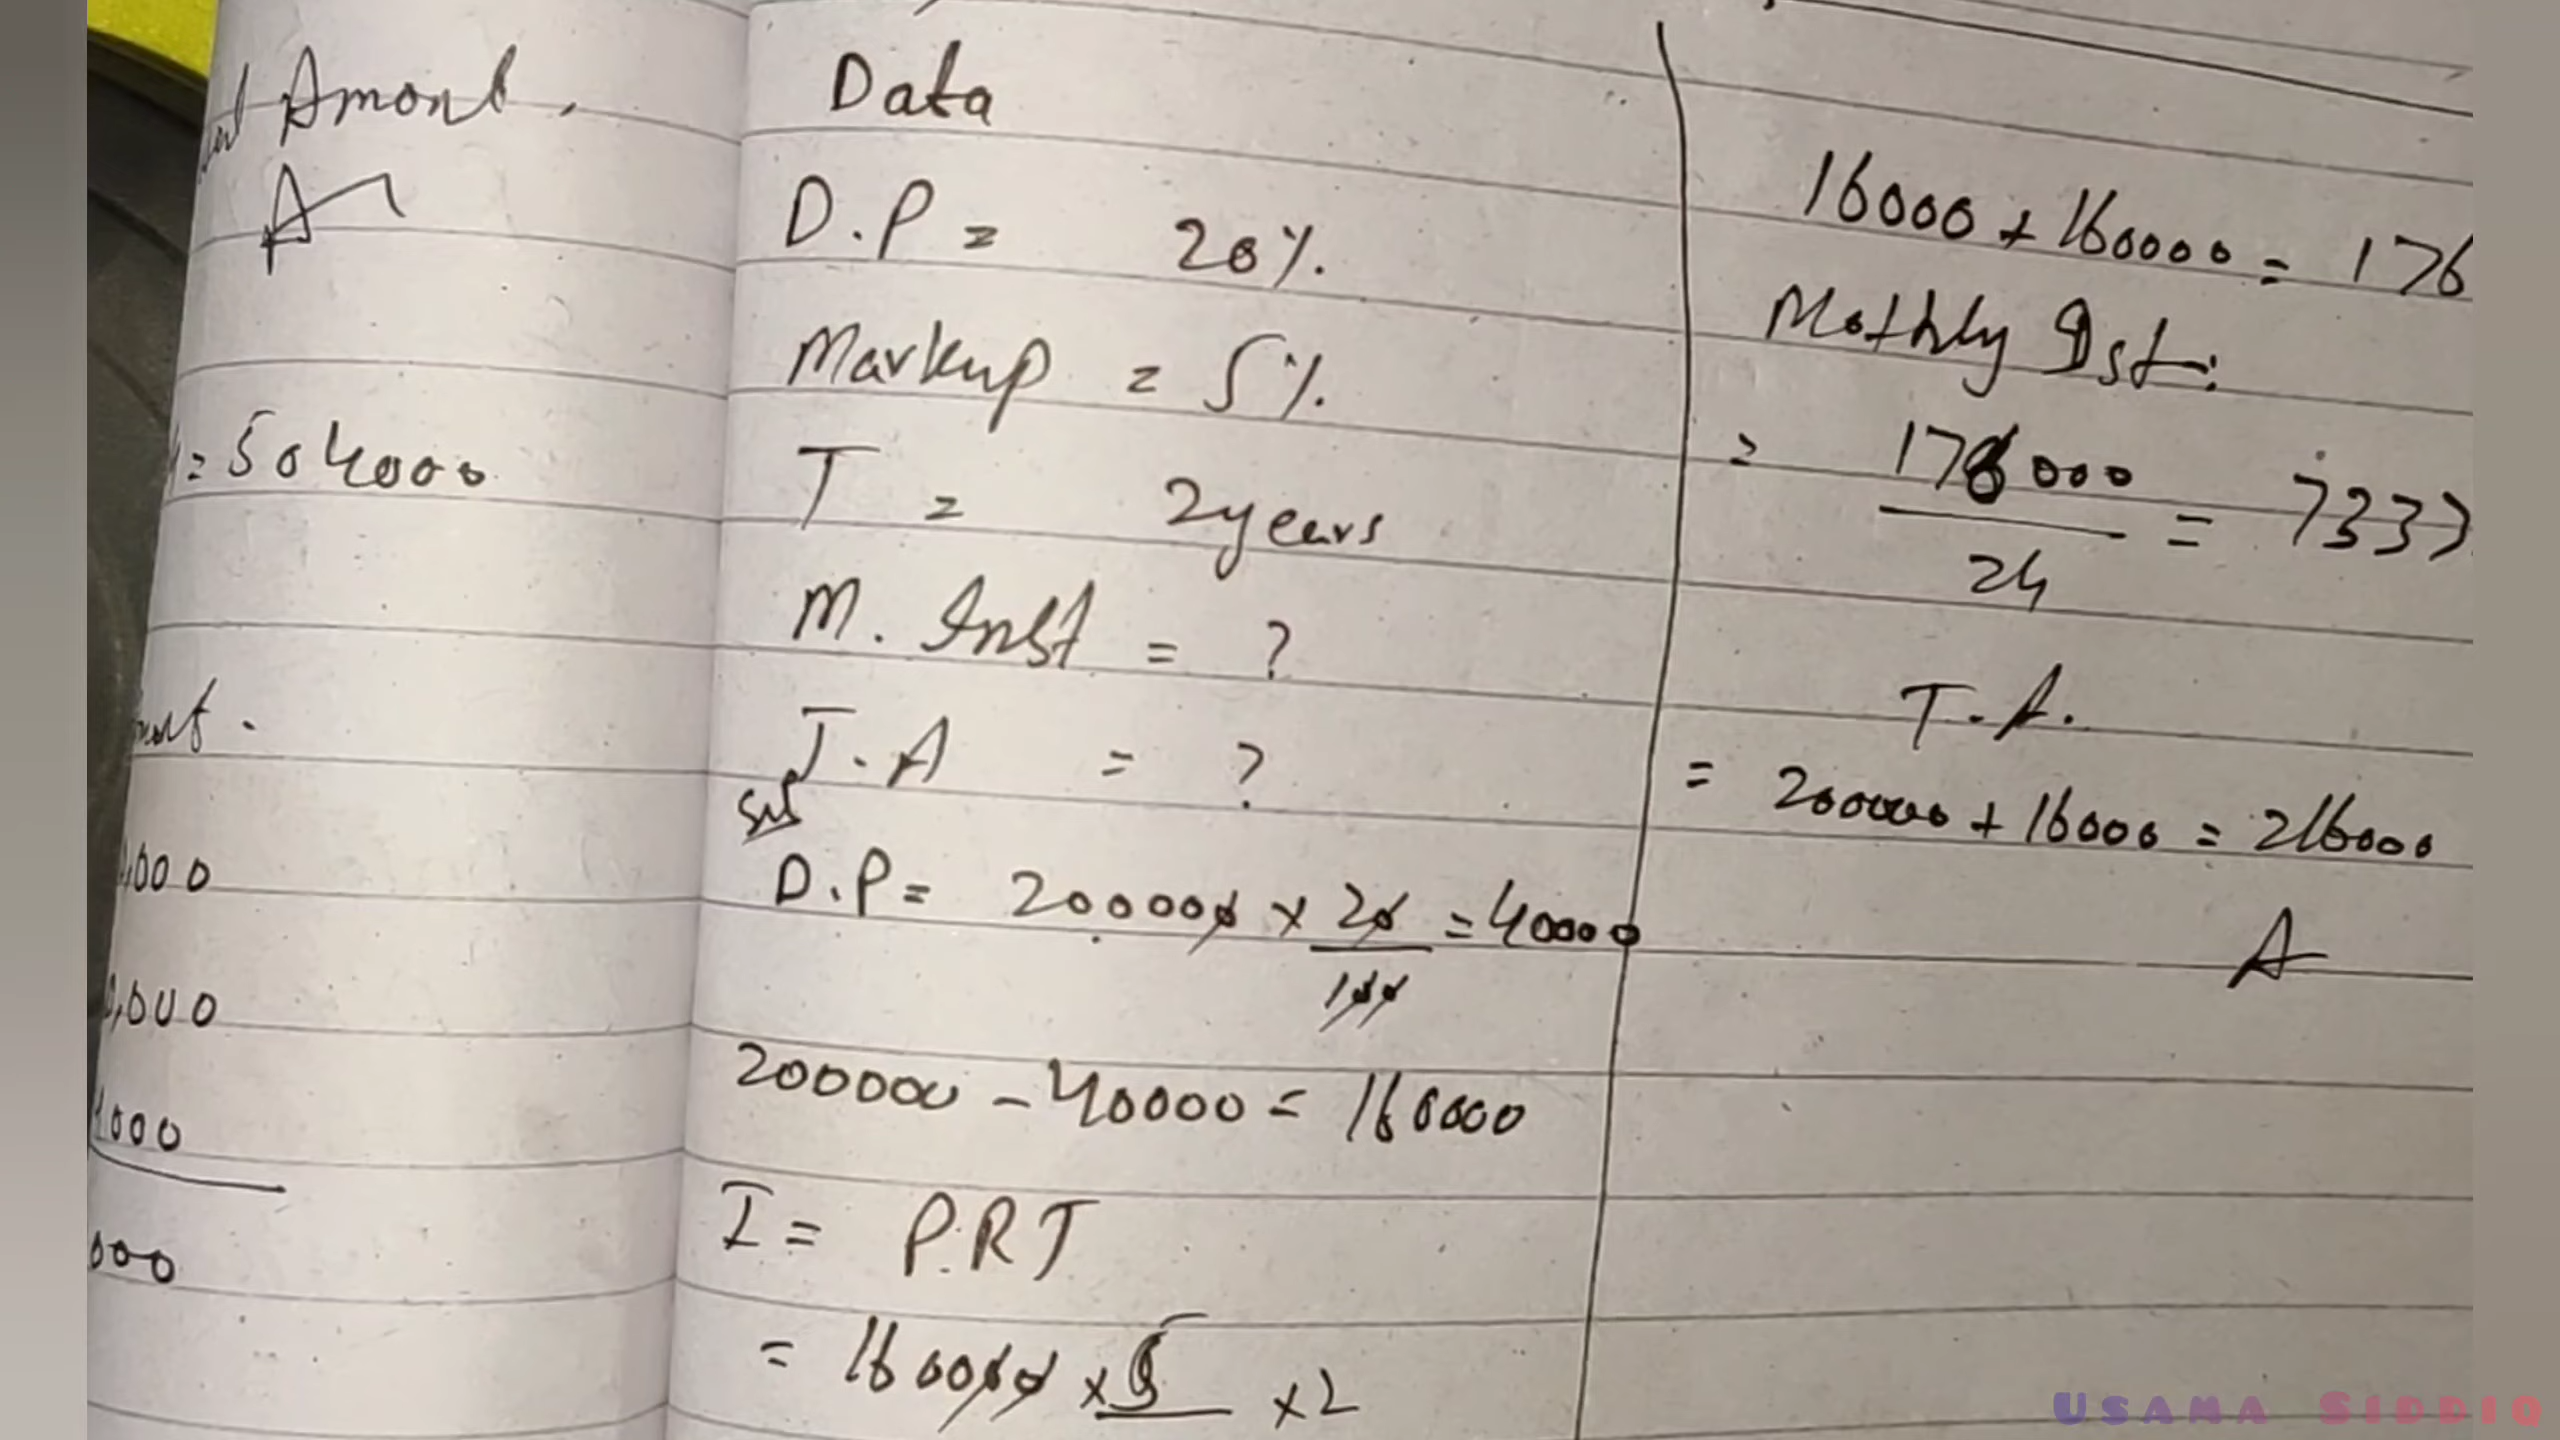 Amont.
A
= 504000
,000
0,000
000
000
Data
D.P = 20%.
Markup = 5%.
T = 2years
M. Inst = ?
T.A = ?
D.P = 200000 x 20/100 = 40000
200000 - 40000 = 160000
I = P.R.T
= 160000 x 5 x 2
16000 + 160000 = 176
Mothly Ist:
= 176000/24 = 7333
T.A.
= 200000 + 16000 = 216000
A
USAMA SIDDIQ